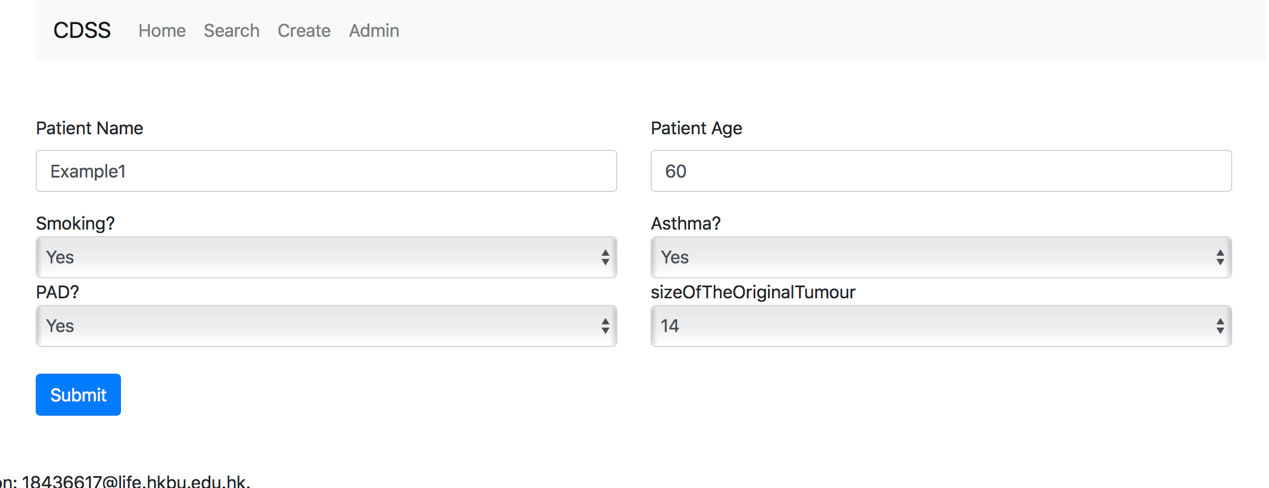 CDSS Home Search Create Admin
Patient Name Patient Age
Example1 60
Smoking? Asthma?
Yes Yes
PAD? sizeOfTheOriginalTumour
Yes 14
Submit
on: 18436617@life.hkbu.edu.hk.